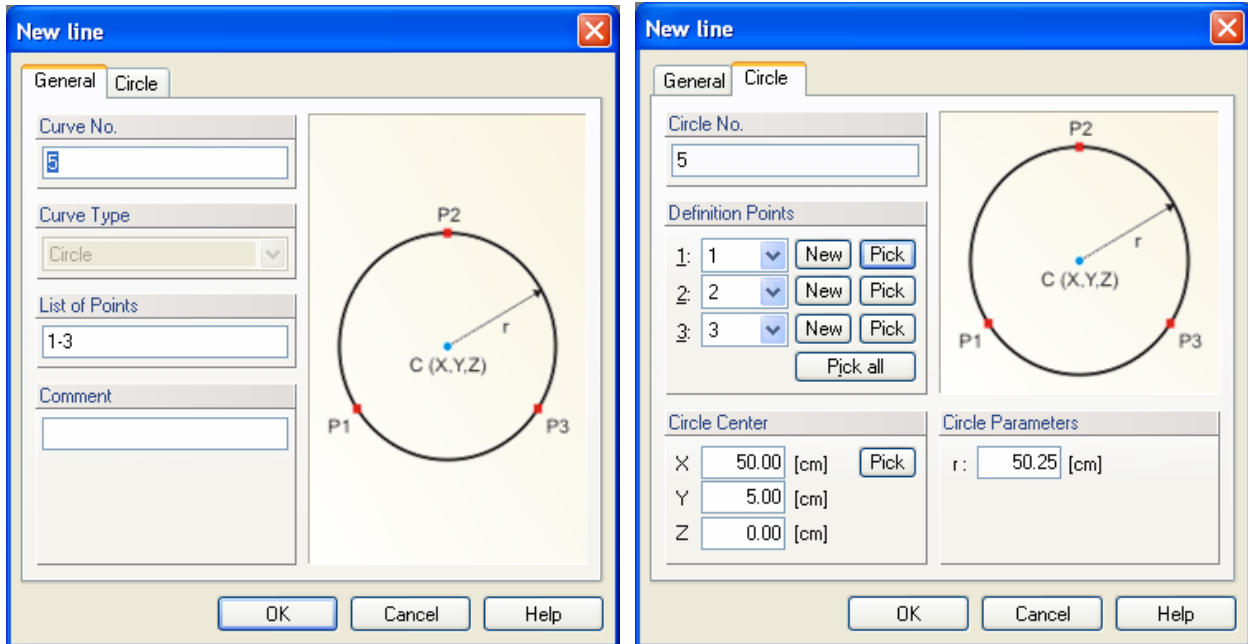 New line
General Circle
Curve No.
5
Curve Type
Circle
List of Points
1-3
Comment
P2
r
C (X,Y,Z)
P1 P3
OK Cancel Help
New line
General Circle
Circle No.
5
Definition Points
1: 1 New Pick
2: 2 New Pick
3: 3 New Pick
Pick all
P2
r
C (X,Y,Z)
P1 P3
Circle Center
X 50.00 [cm] Pick
Y 5.00 [cm]
Z 0.00 [cm]
Circle Parameters
r: 50.25 [cm]
OK Cancel Help